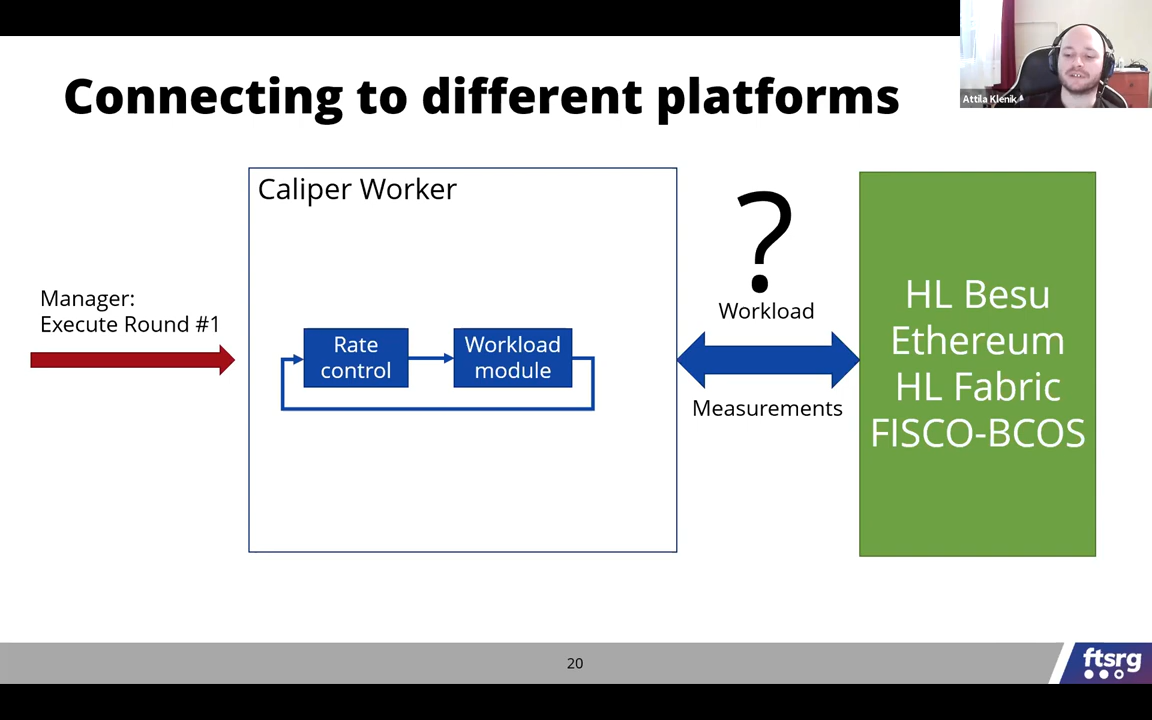 Connecting to different platforms
Attila Klenik
Caliper Worker
?
Manager:
Execute Round #1
Rate
control
Workload
module
Workload
Measurements
HL Besu
Ethereum
HL Fabric
FISCO-BCOS
20
ftsrg